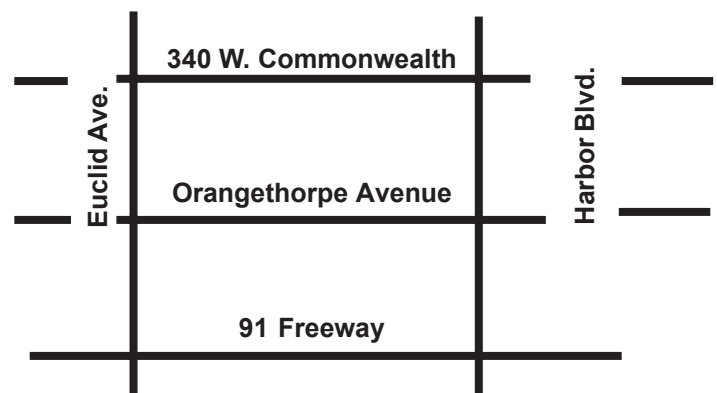 340 W. Commonwealth
Euclid Ave.
Harbor Blvd.
Orangethorpe Avenue
91 Freeway